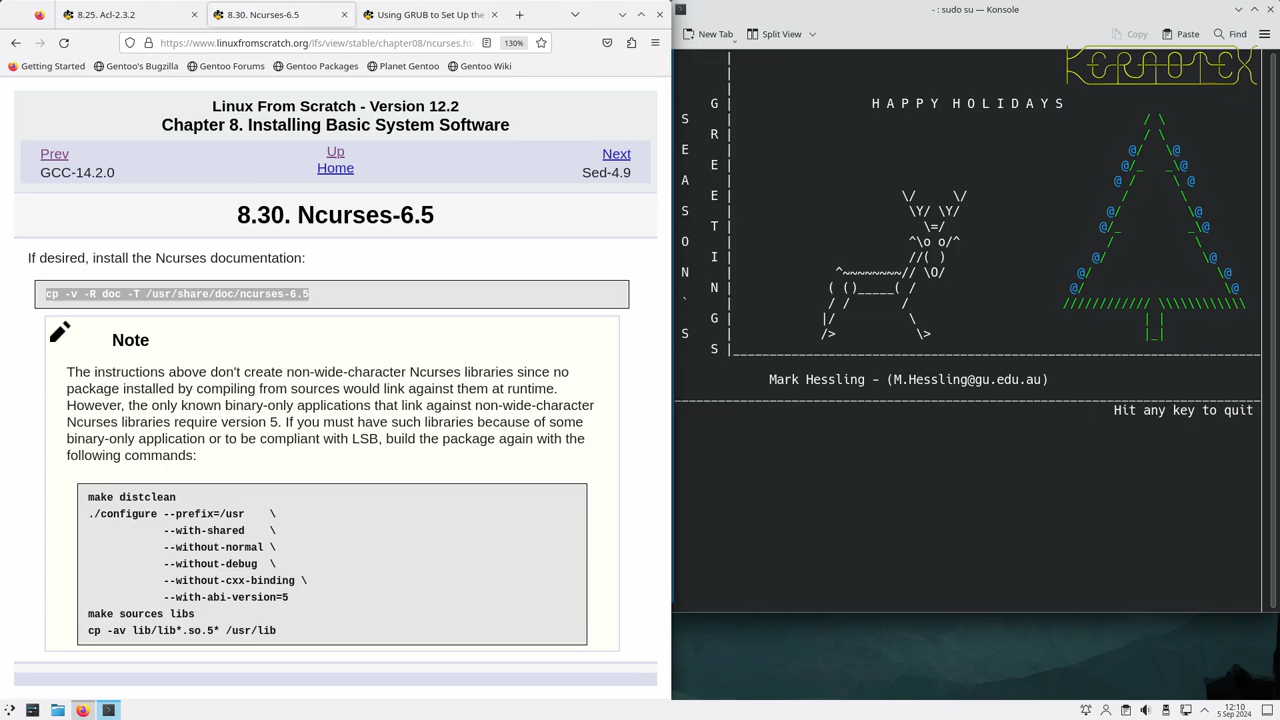 8.25. Acl-2.3.2
8.30. Ncurses-6.5
Using GRUB to Set Up the
https://www.linuxfromscratch.org/lfs/view/stable/chapter08/ncurses.ht
130%
Getting Started
Gentoo's Bugzilla
Gentoo Forums
Gentoo Packages
Planet Gentoo
Gentoo Wiki
Linux From Scratch - Version 12.2
Chapter 8. Installing Basic System Software
Prev
Up
Next
GCC-14.2.0
Home
Sed-4.9
8.30. Ncurses-6.5
If desired, install the Ncurses documentation:
cp -v -R doc -T /usr/share/doc/ncurses-6.5
Note
The instructions above don't create non-wide-character Ncurses libraries since no
package installed by compiling from sources would link against them at runtime.
However, the only known binary-only applications that link against non-wide-character
Ncurses libraries require version 5. If you must have such libraries because of some
binary-only application or to be compliant with LSB, build the package again with the
following commands:
make distclean
./configure --prefix=/usr \
--with-shared \
--without-normal \
--without-debug \
--without-cxx-binding \
--with-abi-version=5
make sources libs
cp -av lib/lib*.so.5* /usr/lib
- : sudo su — Konsole
New Tab
Split View
Copy
Paste
Find
KERNOTEX
SEASON`S
GREETINGS
HAPPY HOLIDAYS
Mark Hessling - (M.Hessling@gu.edu.au)
Hit any key to quit
12:10
5 Sep 2024